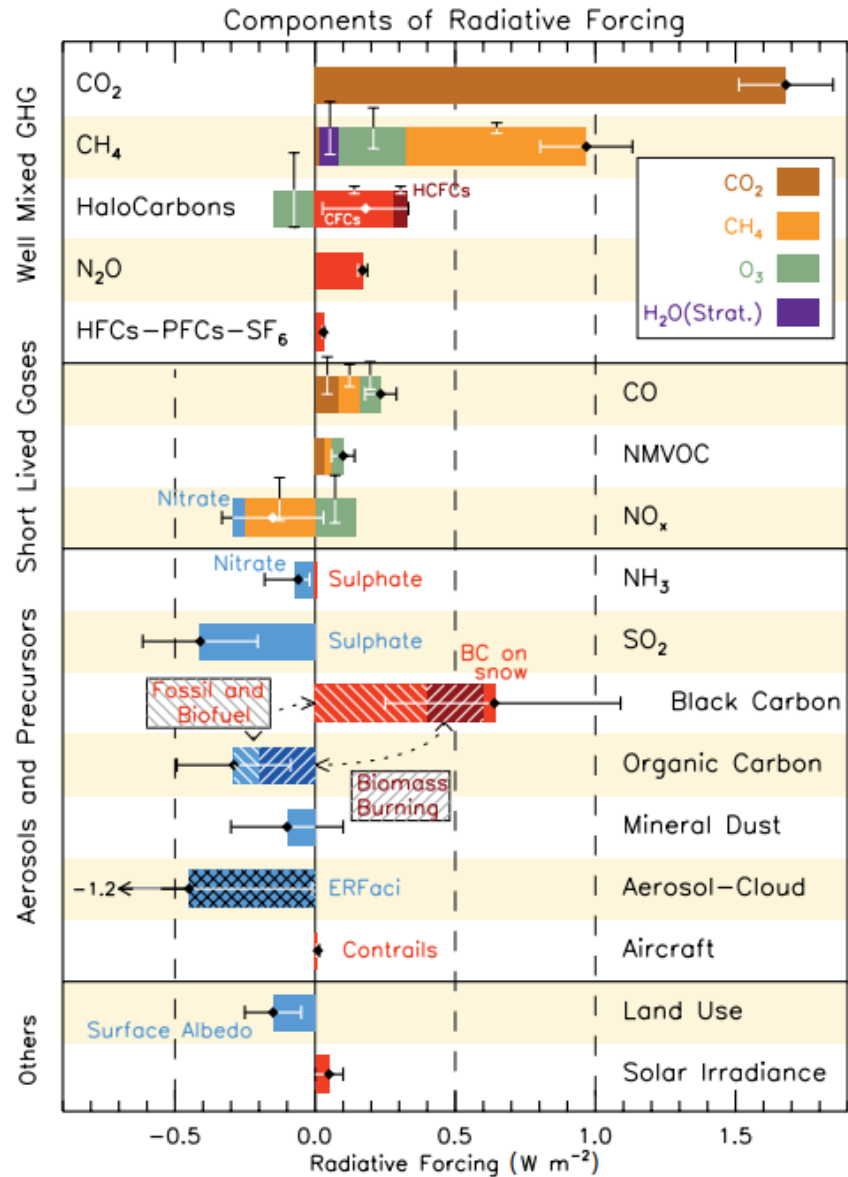 Components of Radiative Forcing
Well Mixed GHG
CO₂
CH₄
HaloCarbons
CFCs
HCFCs
N₂O
HFCs-PFCs-SF₆
CO₂
CH₄
O₃
H₂O(Strat.)
Short Lived Gases
CO
NMVOC
Nitrate
NOₓ
Aerosols and Precursors
Nitrate
Sulphate
NH₃
Sulphate
SO₂
BC on
snow
Fossil and
Biofuel
Black Carbon
Organic Carbon
Biomass
Burning
Mineral Dust
-1.2
ERFaci
Aerosol-Cloud
Contrails
Aircraft
Others
Land Use
Surface Albedo
Solar Irradiance
-0.5 0.0 0.5 1.0 1.5
Radiative Forcing (W m⁻²)